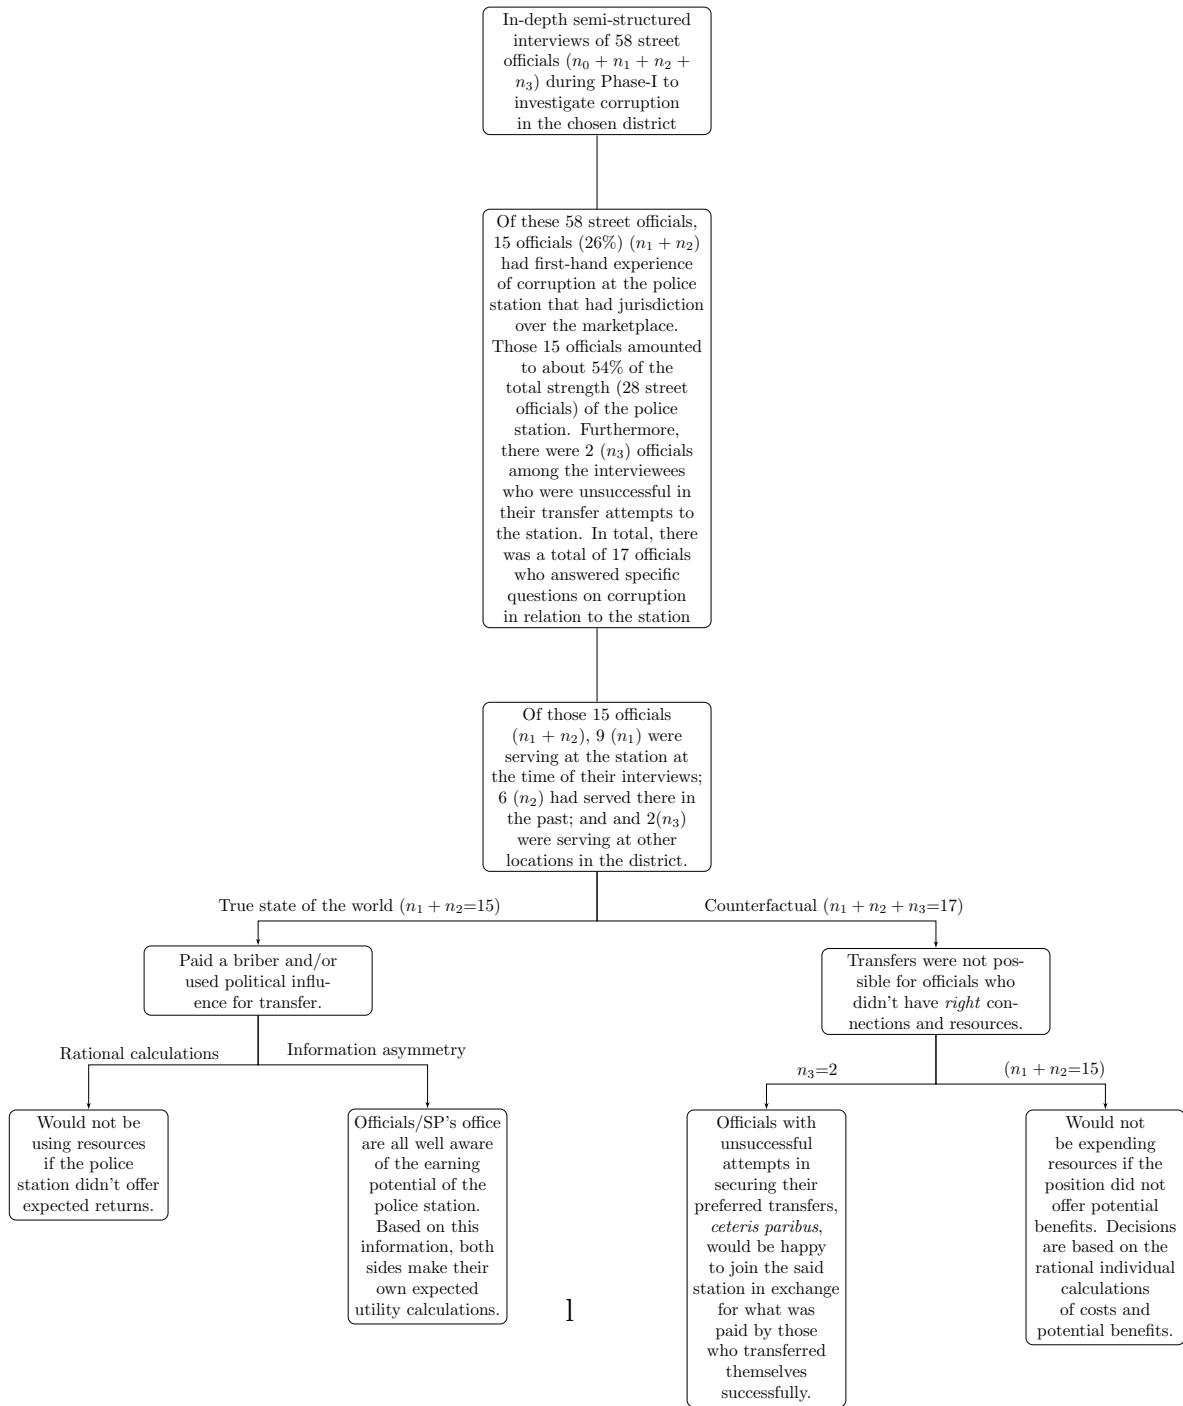 In-depth semi-structured
interviews of 58 street
officials (n₀ + n₁ + n₂ +
n₃) during Phase-I to
investigate corruption
in the chosen district
Of these 58 street officials,
15 officials (26%) (n₁ + n₂)
had first-hand experience
of corruption at the police
station that had jurisdiction
over the marketplace.
Those 15 officials amounted
to about 54% of the
total strength (28 street
officials) of the police
station. Furthermore,
there were 2 (n₃) officials
among the interviewees
who were unsuccessful in
their transfer attempts to
the station. In total, there
was a total of 17 officials
who answered specific
questions on corruption
in relation to the station
Of those 15 officials
(n₁ + n₂), 9 (n₁) were
serving at the station at
the time of their interviews;
6 (n₂) had served there in
the past; and and 2(n₃)
were serving at other
locations in the district.
True state of the world (n₁ + n₂=15)
Counterfactual (n₁ + n₂ + n₃=17)
Paid a briber and/or
used political influ-
ence for transfer.
Transfers were not pos-
sible for officials who
didn't have right con-
nections and resources.
Rational calculations
Information asymmetry
n₃=2
(n₁ + n₂=15)
Would not be
using resources
if the police
station didn't offer
expected returns.
Officials/SP's office
are all well aware
of the earning
potential of the
police station.
Based on this
information, both
sides make their
own expected
utility calculations.
l
Officials with
unsuccessful
attempts in
securing their
preferred transfers,
ceteris paribus,
would be happy
to join the said
station in exchange
for what was
paid by those
who transferred
themselves
successfully.
Would not
be expending
resources if the
position did not
offer potential
benefits. Decisions
are based on the
rational individual
calculations
of costs and
potential benefits.